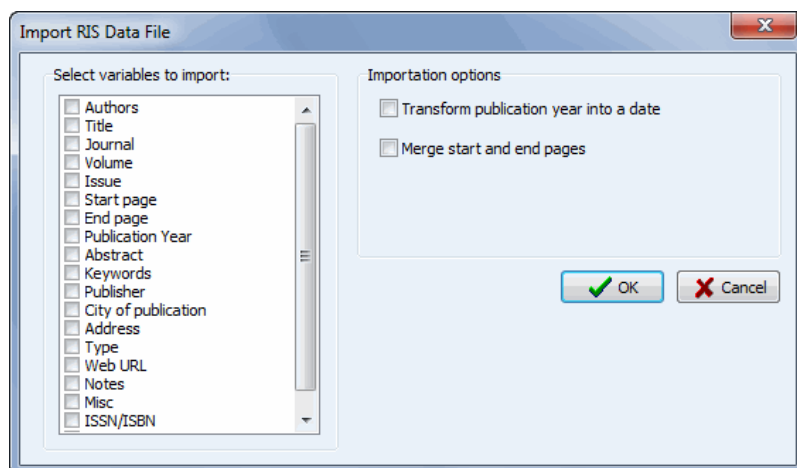 Import RIS Data File
Select variables to import:
Authors
Title
Journal
Volume
Issue
Start page
End page
Publication Year
Abstract
Keywords
Publisher
City of publication
Address
Type
Web URL
Notes
Misc
ISSN/ISBN
Importation options
Transform publication year into a date
Merge start and end pages
OK
Cancel